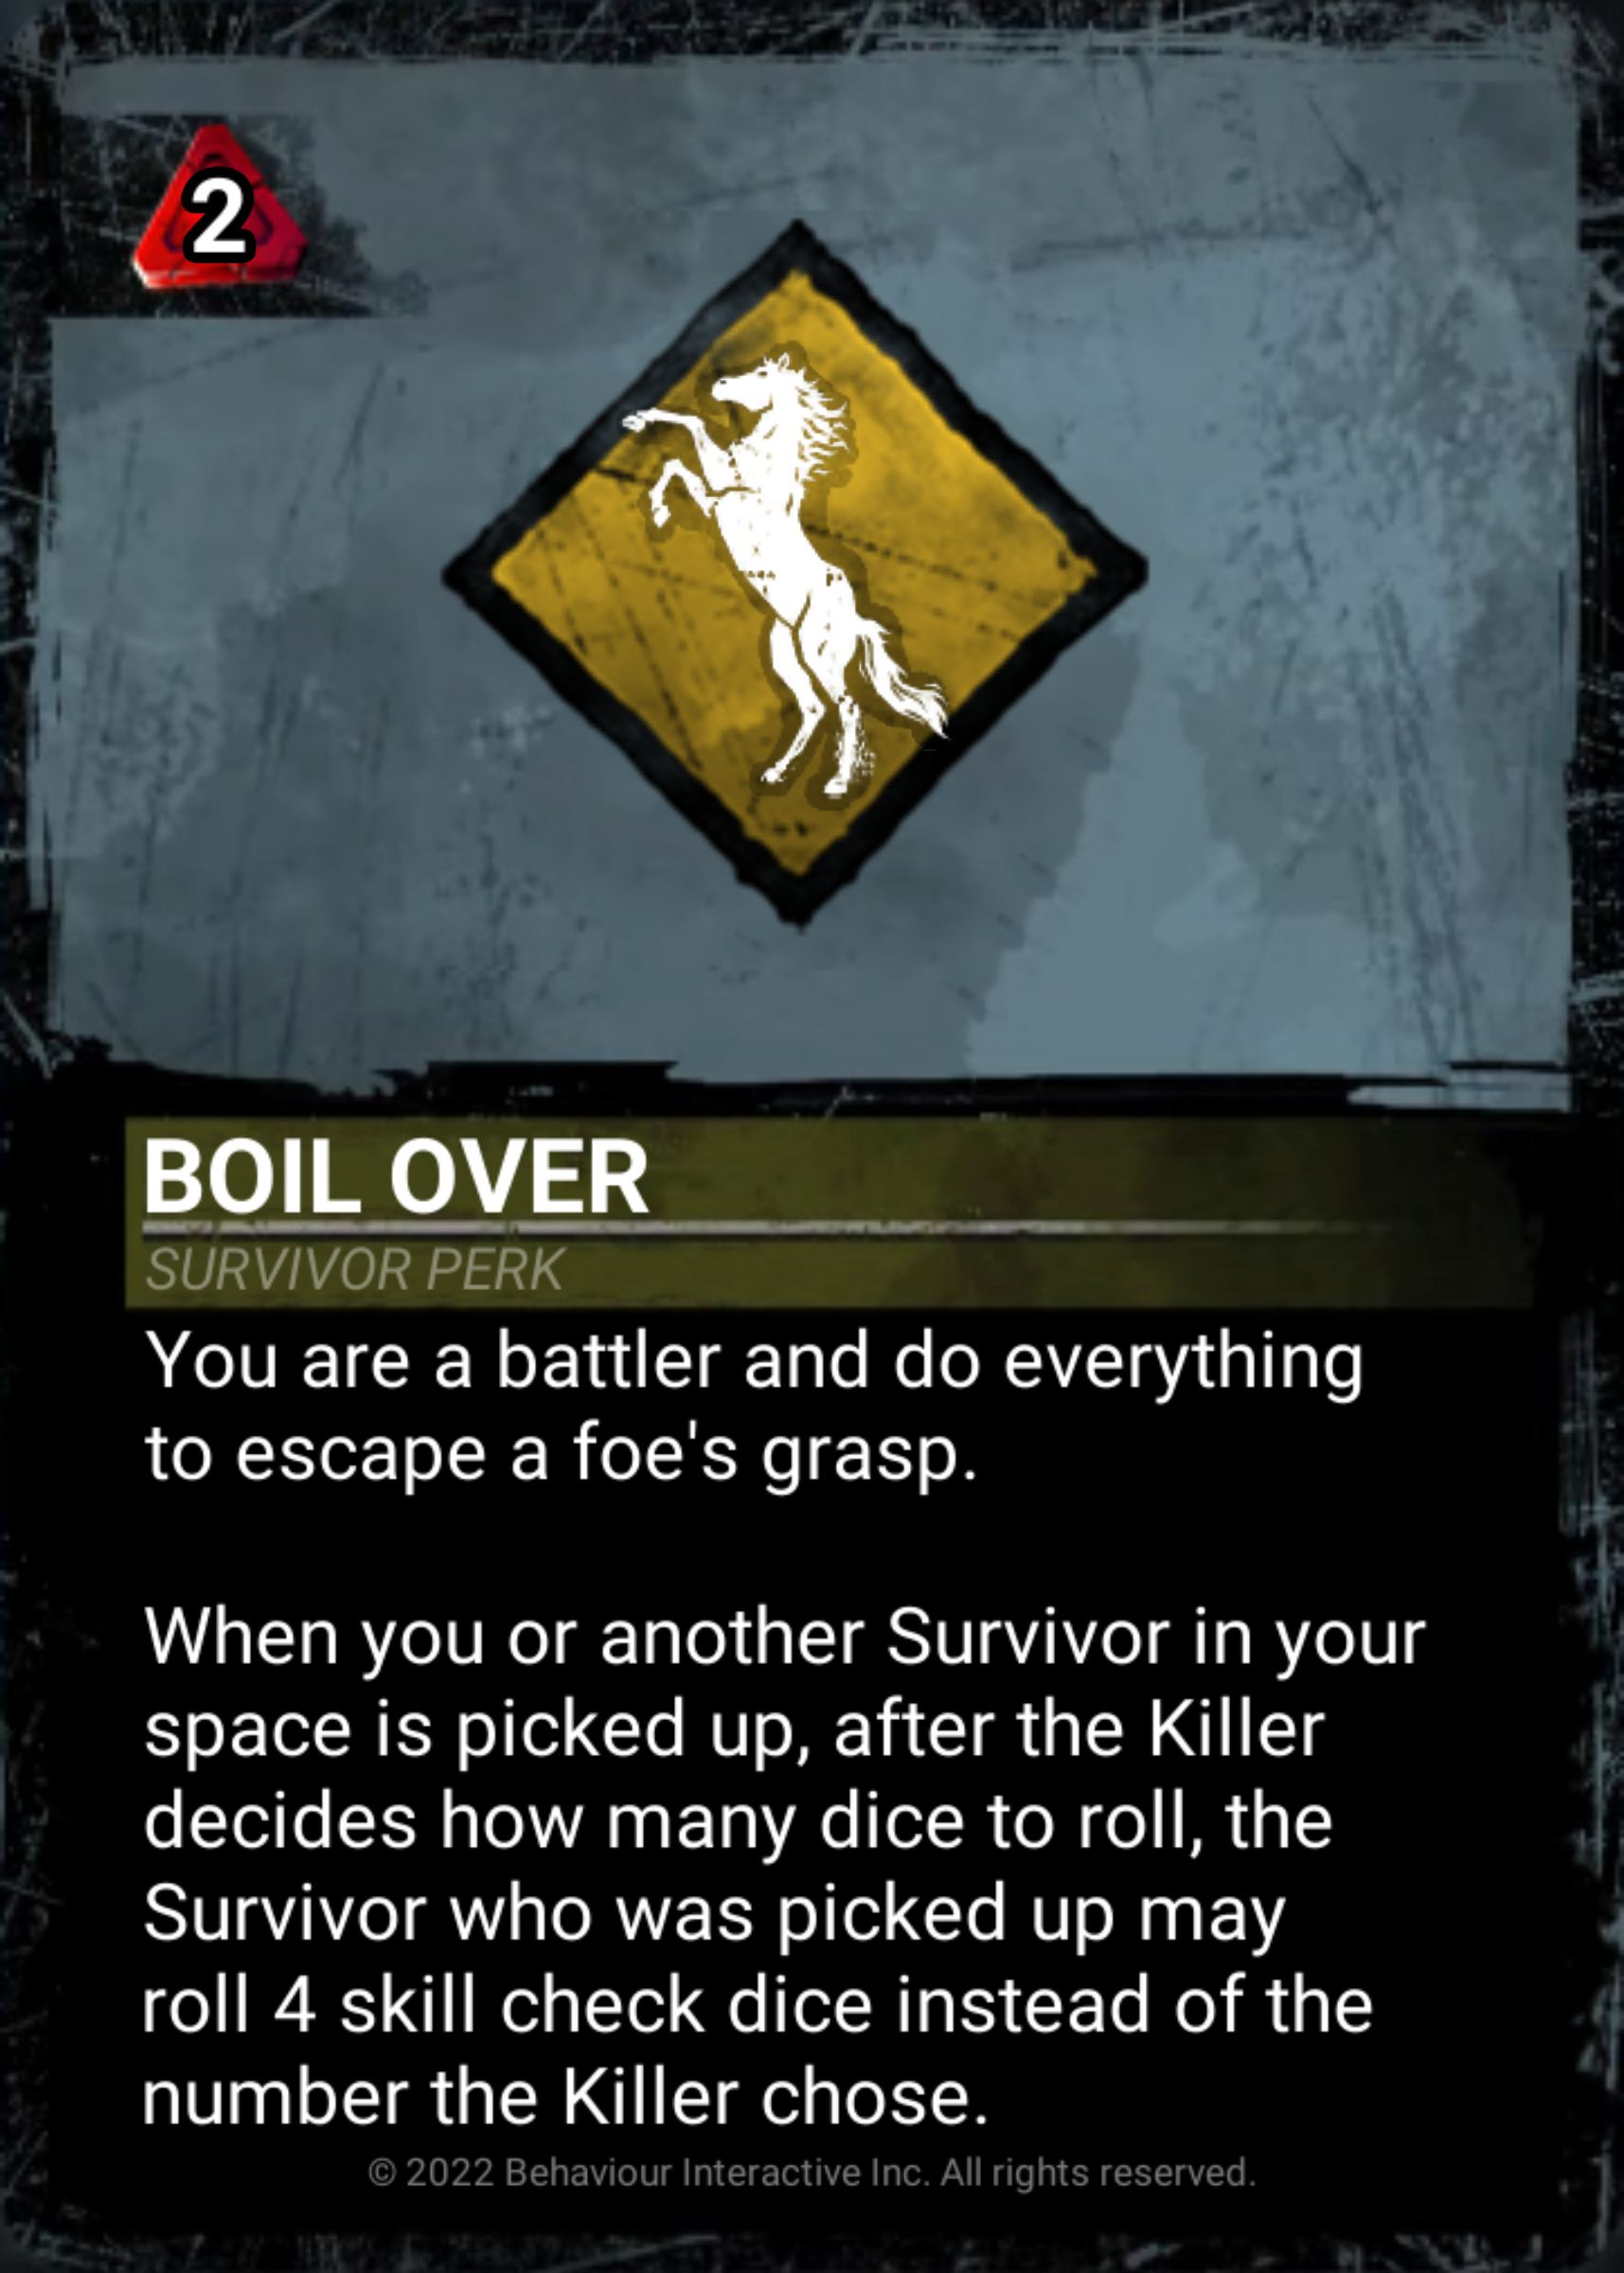 2
BOIL OVER
SURVIVOR PERK
You are a battler and do everything
to escape a foe's grasp.
When you or another Survivor in your
space is picked up, after the Killer
decides how many dice to roll, the
Survivor who was picked up may
roll 4 skill check dice instead of the
number the Killer chose.
© 2022 Behaviour Interactive Inc. All rights reserved.